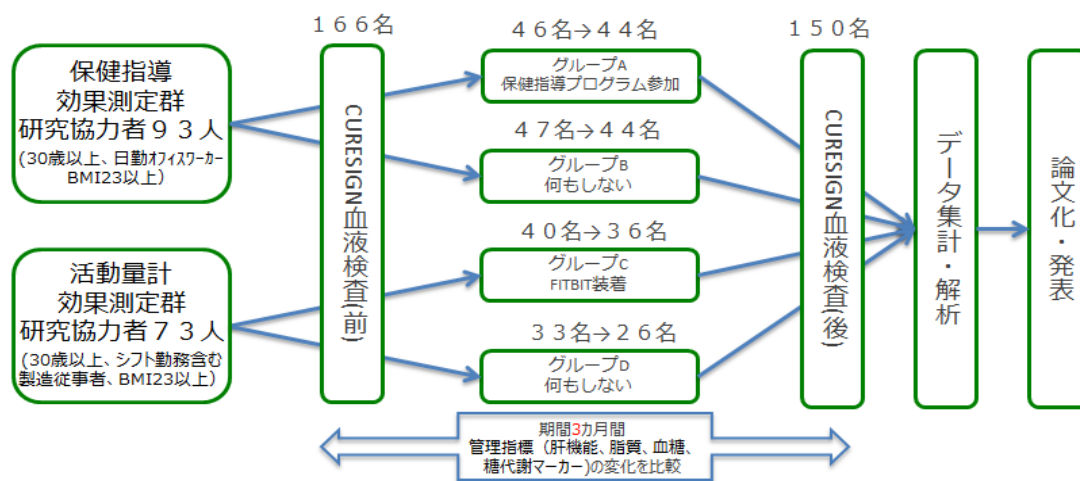 166名
46名→44名
150名
保健指導
効果測定群
研究協力者93人
(30歳以上、日勤オフィスワーカー
BMI23以上)
活動量計
効果測定群
研究協力者73人
(30歳以上、シフト勤務含む
製造従事者、BMI23以上)
CURESIGN血液検査(前)
グループA
保健指導プログラム参加
47名→44名
グループB
何もしない
40名→36名
グループC
FITBIT装着
33名→26名
グループD
何もしない
CURESIGN血液検査(後)
データ集計・解析
論文化・発表
期間3カ月間
管理指標(肝機能、脂質、血糖、
糖代謝マーカー)の変化を比較